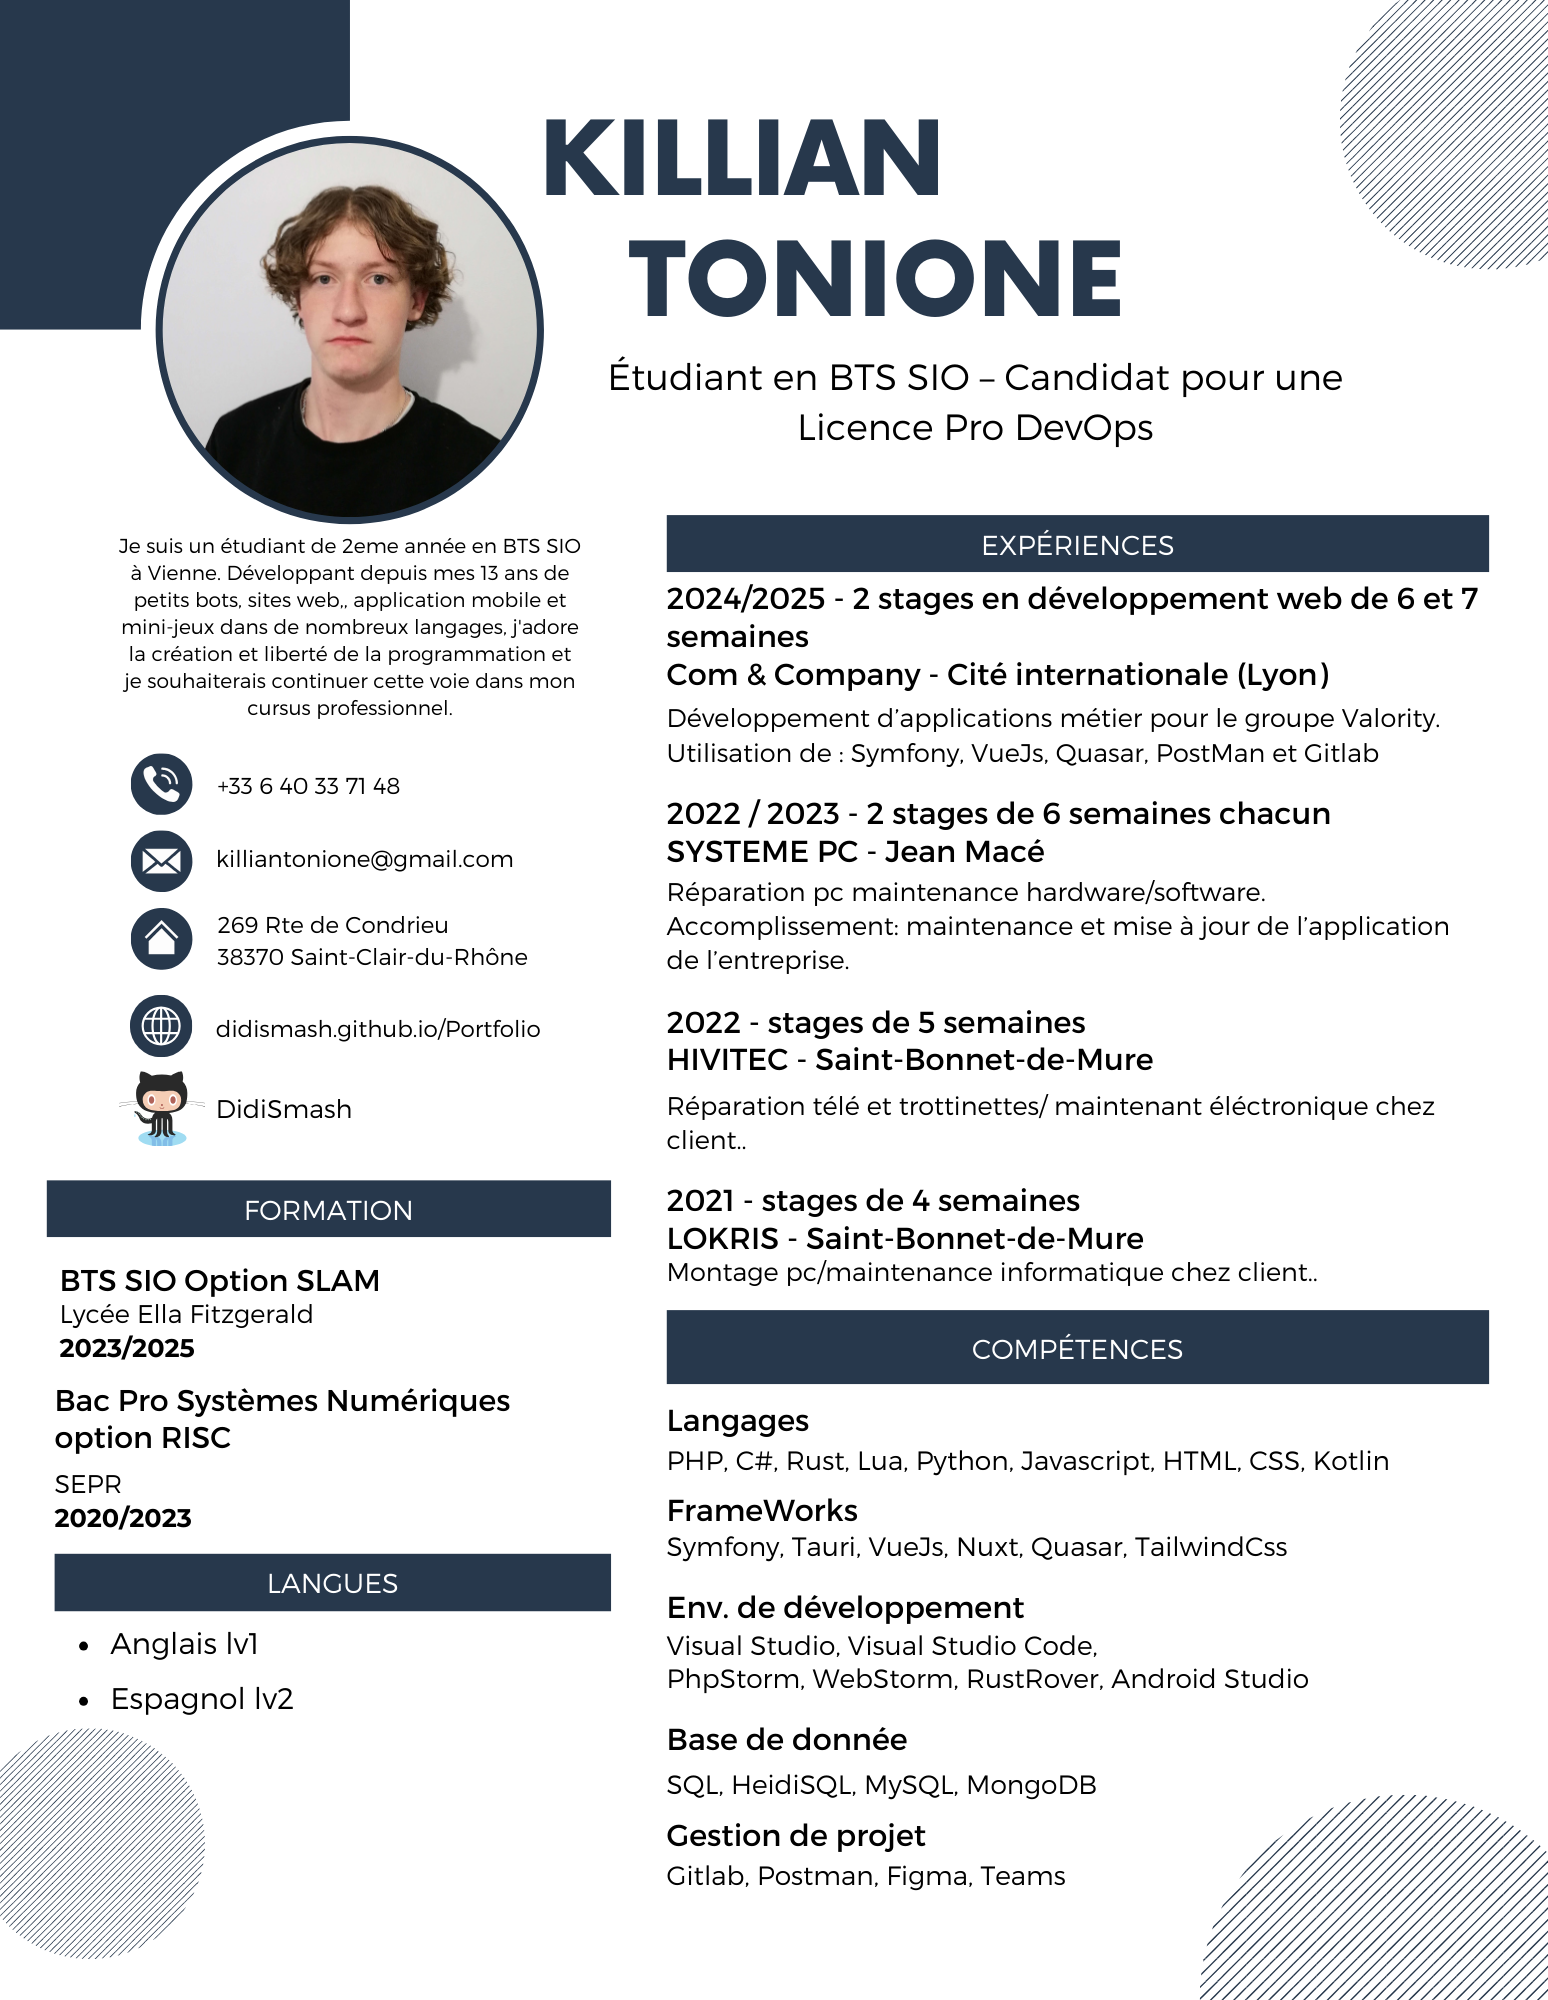 KILLIAN
TONIONE
Étudiant en BTS SIO – Candidat pour une
Licence Pro DevOps
Je suis un étudiant de 2eme année en BTS SIO
à Vienne. Développant depuis mes 13 ans de
petits bots, sites web,, application mobile et
mini-jeux dans de nombreux langages, j'adore
la création et liberté de la programmation et
je souhaiterais continuer cette voie dans mon
cursus professionnel.
+33 6 40 33 71 48
killiantonione@gmail.com
269 Rte de Condrieu
38370 Saint-Clair-du-Rhône
didismash.github.io/Portfolio
DidiSmash
FORMATION
BTS SIO Option SLAM
Lycée Ella Fitzgerald
2023/2025
Bac Pro Systèmes Numériques
option RISC
SEPR
2020/2023
LANGUES
• Anglais lv1
• Espagnol lv2
EXPÉRIENCES
2024/2025 - 2 stages en développement web de 6 et 7
semaines
Com & Company - Cité internationale (Lyon)
Développement d’applications métier pour le groupe Valority.
Utilisation de : Symfony, VueJs, Quasar, PostMan et Gitlab
2022 / 2023 - 2 stages de 6 semaines chacun
SYSTEME PC - Jean Macé
Réparation pc maintenance hardware/software.
Accomplissement: maintenance et mise à jour de l’application
de l’entreprise.
2022 - stages de 5 semaines
HIVITEC - Saint-Bonnet-de-Mure
Réparation télé et trottinettes/ maintenant éléctronique chez
client..
2021 - stages de 4 semaines
LOKRIS - Saint-Bonnet-de-Mure
Montage pc/maintenance informatique chez client..
COMPÉTENCES
Langages
PHP, C#, Rust, Lua, Python, Javascript, HTML, CSS, Kotlin
FrameWorks
Symfony, Tauri, VueJs, Nuxt, Quasar, TailwindCss
Env. de développement
Visual Studio, Visual Studio Code,
PhpStorm, WebStorm, RustRover, Android Studio
Base de donnée
SQL, HeidiSQL, MySQL, MongoDB
Gestion de projet
Gitlab, Postman, Figma, Teams